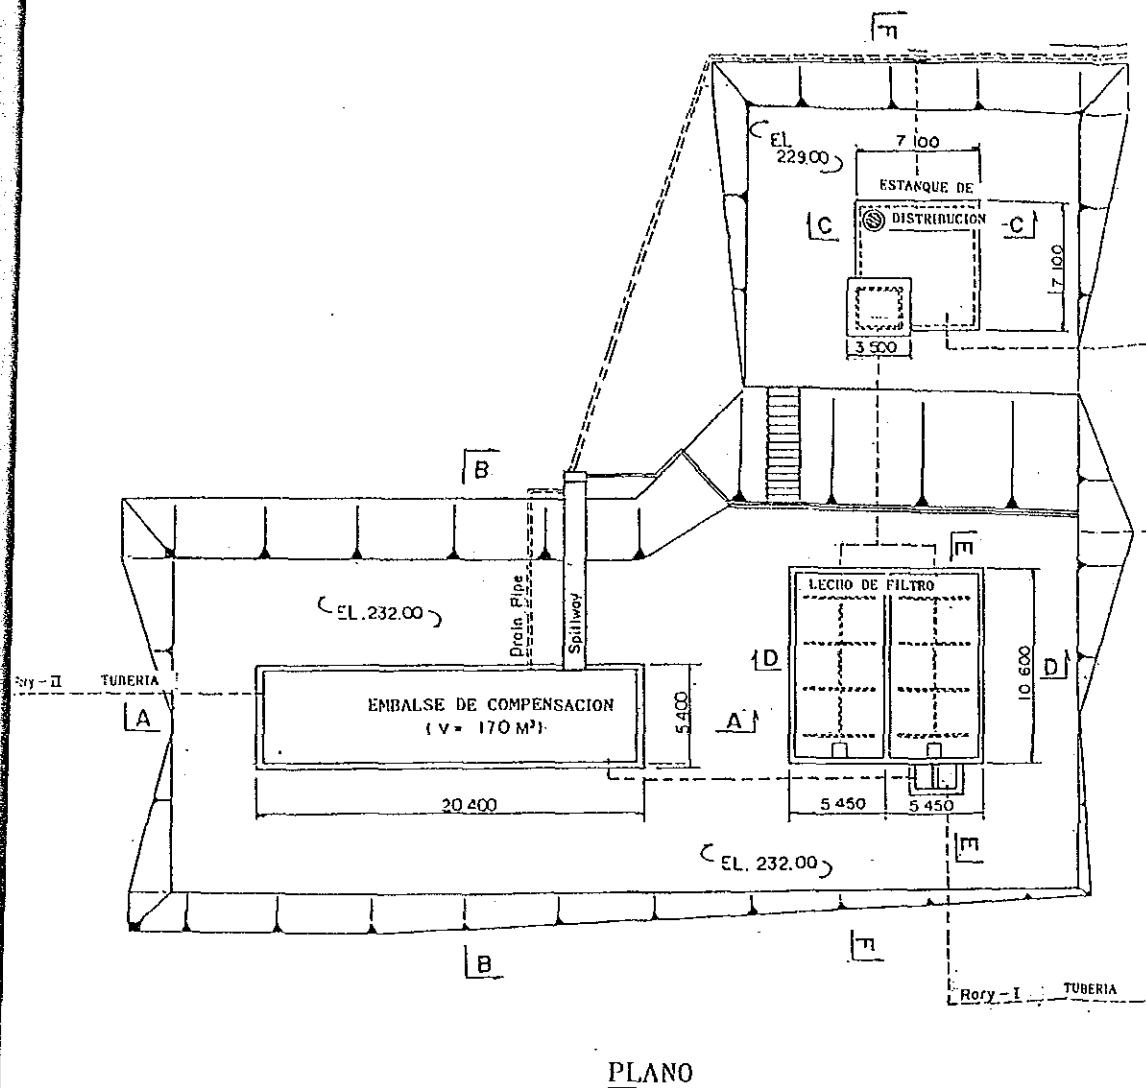 F
EL
229.00
7 100
ESTANQUE DE
DISTRIBUCION
C
C
7 100
3 500
B
E
LECHO DE FILTRO
EL. 232.00
Drain Pipe
Spillway
D
D
10 600
TUBERIA
A
EMBALSE DE COMPENSACION
( V = 170 M³)
5 400
A
20 400
5 450
5 450
E
EL. 232.00
B
F
Rory - I
TUBERIA
PLANO